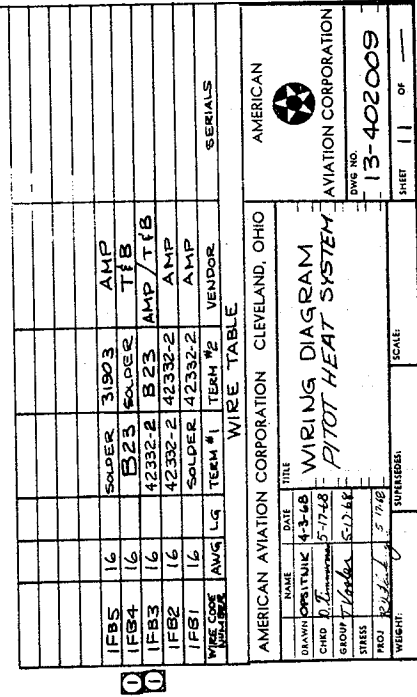 1FB5 16 SOLDER 31903 AMP
1 1FB4 16 B23 SOLDER T&B
1 1FB3 16 42332-2 B23 AMP/T&B
1FB2 16 42332-2 42332-2 AMP
1FB1 16 SOLDER 42332-2 AMP
WIRE CODE NUMBER AWG LG TERM #1 TERM #2 VENDOR SERIALS
WIRE TABLE
AMERICAN AVIATION CORPORATION CLEVELAND, OHIO
NAME DATE
DRAWN OPSITNIK 4-3-68
CHKD 5-17-68
GROUP 5-17-68
STRESS
PROJ 5-17-68
WEIGHT:
TITLE
WIRING DIAGRAM
PITOT HEAT SYSTEM
SUPERSEDES:
SCALE:
AMERICAN
AVIATION CORPORATION
DWG NO.
13-402009
SHEET 11 OF